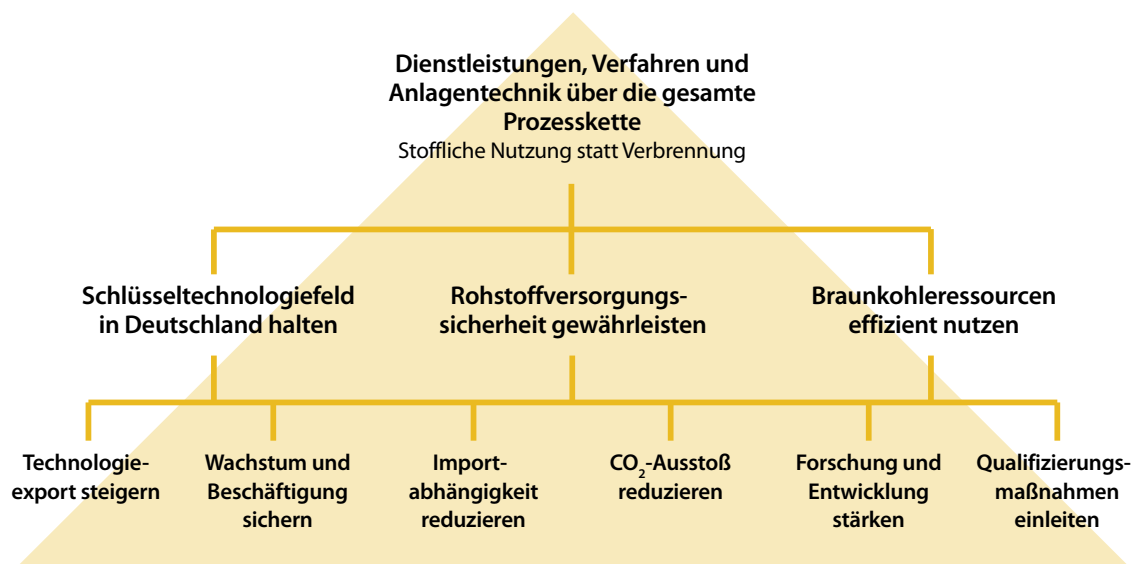 Dienstleistungen, Verfahren und
Anlagentechnik über die gesamte
Prozesskette
Stoffliche Nutzung statt Verbrennung
Schlüsseltechnologiefeld
in Deutschland halten
Rohstoffversorgungs-
sicherheit gewährleisten
Braunkohleressourcen
effizient nutzen
Technologie-
export steigern
Wachstum und
Beschäftigung
sichern
Import-
abhängigkeit
reduzieren
CO₂-Ausstoß
reduzieren
Forschung und
Entwicklung
stärken
Qualifizierungs-
maßnahmen
einleiten